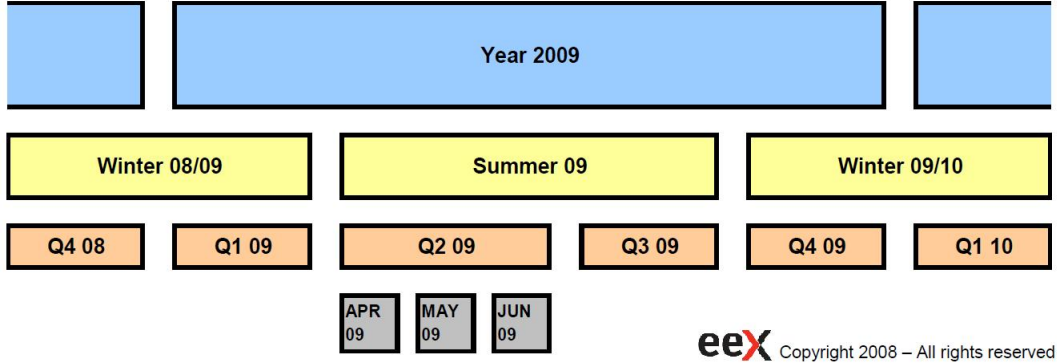 Year 2009
Winter 08/09 Summer 09 Winter 09/10
Q4 08 Q1 09 Q2 09 Q3 09 Q4 09 Q1 10
APR MAY JUN
09 09 09
eex Copyright 2008 – All rights reserved